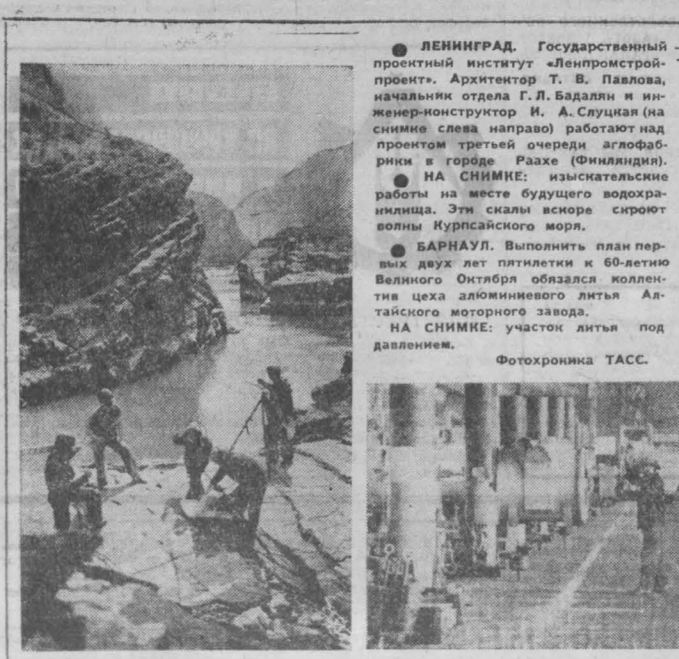 ● ЛЕНИНГРАД. Государственный
проектный институт «Ленпромстрой-
проект». Архитектор Т. В. Павлова,
начальник отдела Г. Л. Бадалян и ин-
женер-конструктор И. А. Слуцкая (на
снимке слева направо) работают над
проектом третьей очереди аглофаб-
рики в городе Раахе (Финляндия).
● НА СНИМКЕ: изыскательские
работы на месте будущего водохра-
нилища. Эти скалы вскоре скроют
волны Курпсайского моря.
● БАРНАУЛ. Выполнить план пер-
вых двух лет пятилетки к 60-летию
Великого Октября обязался коллек-
тив цеха алюминиевого литья Ал-
тайского моторного завода.
НА СНИМКЕ: участок литья под
давлением.
Фотохроника ТАСС.